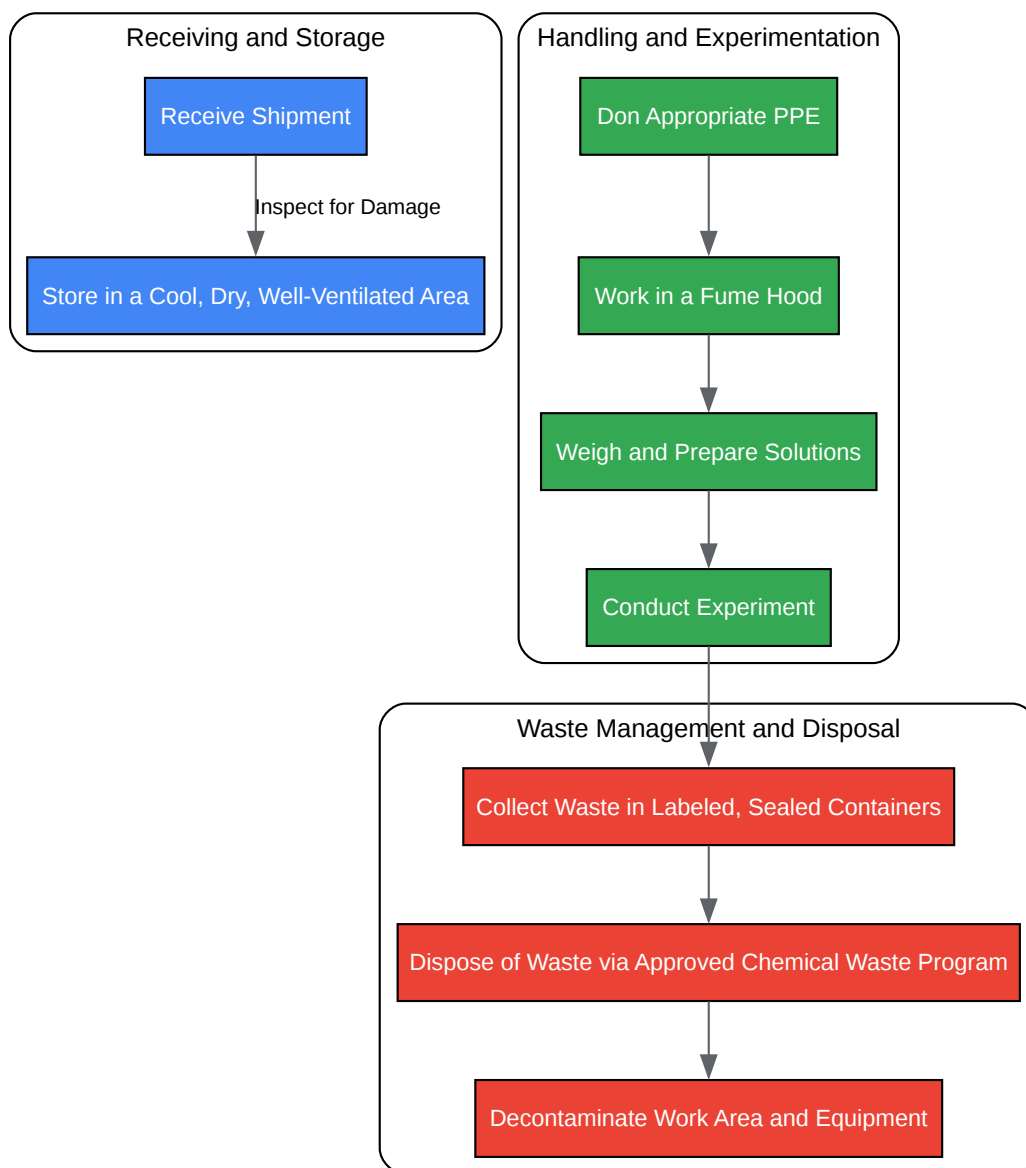 Receiving and Storage
Receive Shipment
Inspect for Damage
Store in a Cool, Dry, Well-Ventilated Area
Handling and Experimentation
Don Appropriate PPE
Work in a Fume Hood
Weigh and Prepare Solutions
Conduct Experiment
Waste Management and Disposal
Collect Waste in Labeled, Sealed Containers
Dispose of Waste via Approved Chemical Waste Program
Decontaminate Work Area and Equipment